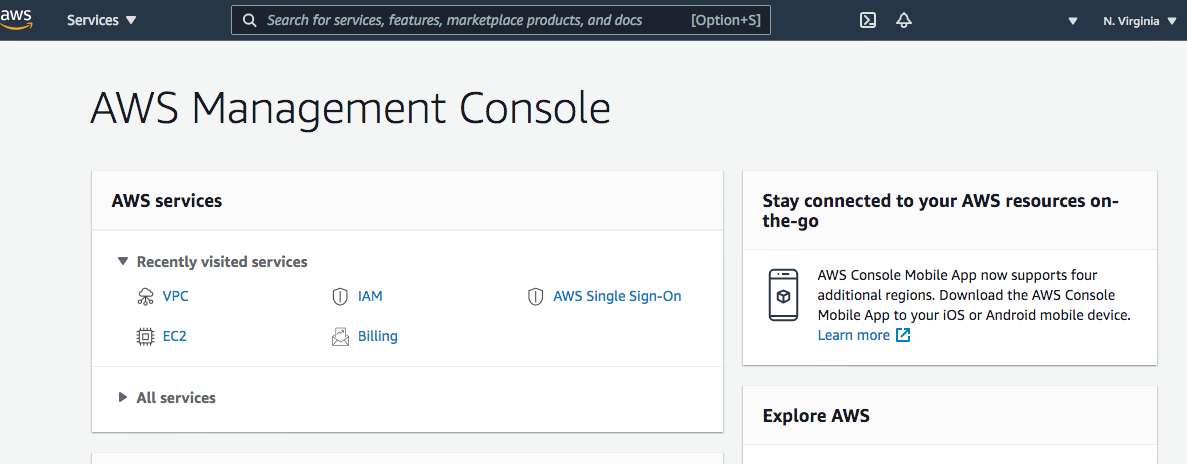 aws
Services
Search for services, features, marketplace products, and docs
[Option+S]
N. Virginia
AWS Management Console
AWS services
Recently visited services
VPC
IAM
AWS Single Sign-On
EC2
Billing
All services
Stay connected to your AWS resources on-
the-go
AWS Console Mobile App now supports four
additional regions. Download the AWS Console
Mobile App to your iOS or Android mobile device.
Learn more
Explore AWS